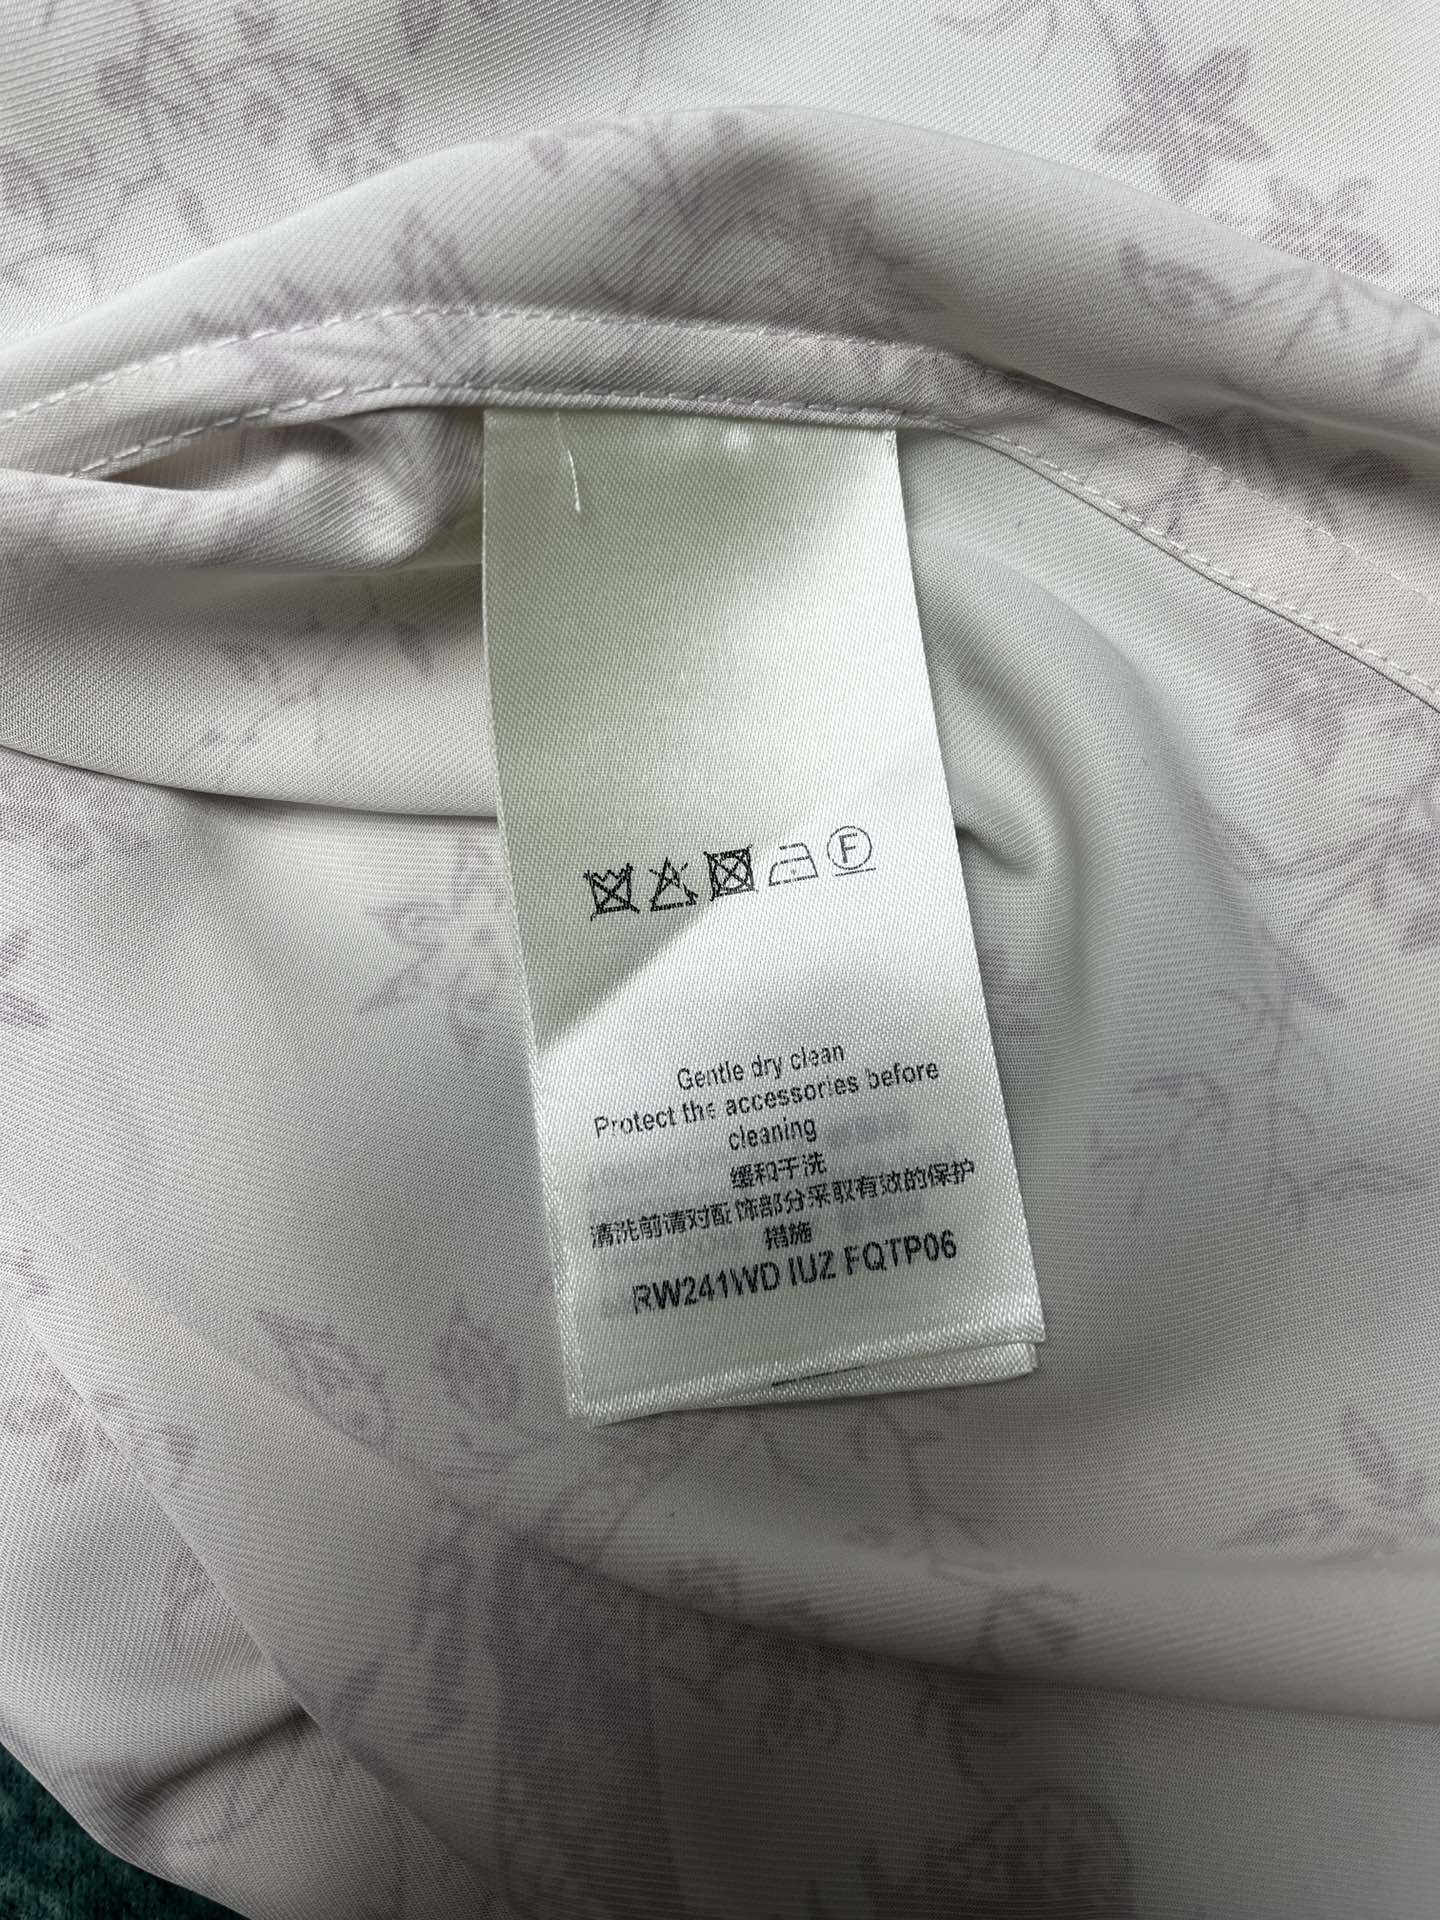 F
Gentle dry clean
Protect the accessories before
cleaning
缓和干洗
清洗前请对配饰部分采取有效的保护
措施
RW241WD IUZ FQTP06